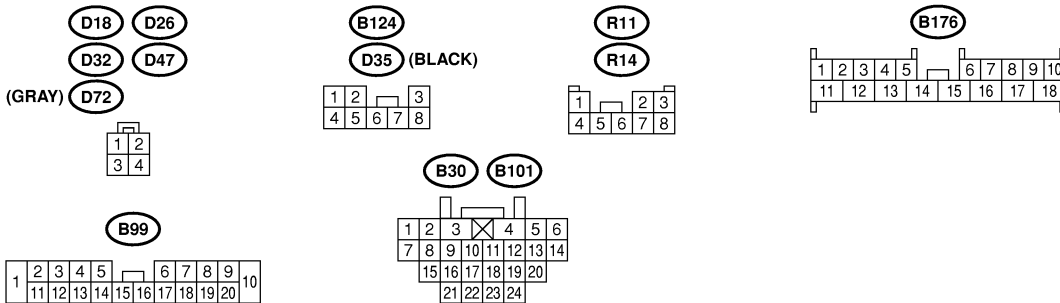 D18 D26 B124 R11 B176
D32 D47 D35 (BLACK) R14
(GRAY) D72
1 2 3 4 5 6 7 8 9 10
11 12 13 14 15 16 17 18
1 2 3
4 5 6 7 8
1 2 3
4 5 6 7 8
1 2
3 4
B30 B101
B99
1 2 3 4 5 6
7 8 9 10 11 12 13 14
15 16 17 18 19 20
21 22 23 24
1 2 3 4 5 6 7 8 9 10
11 12 13 14 15 16 17 18 19 20